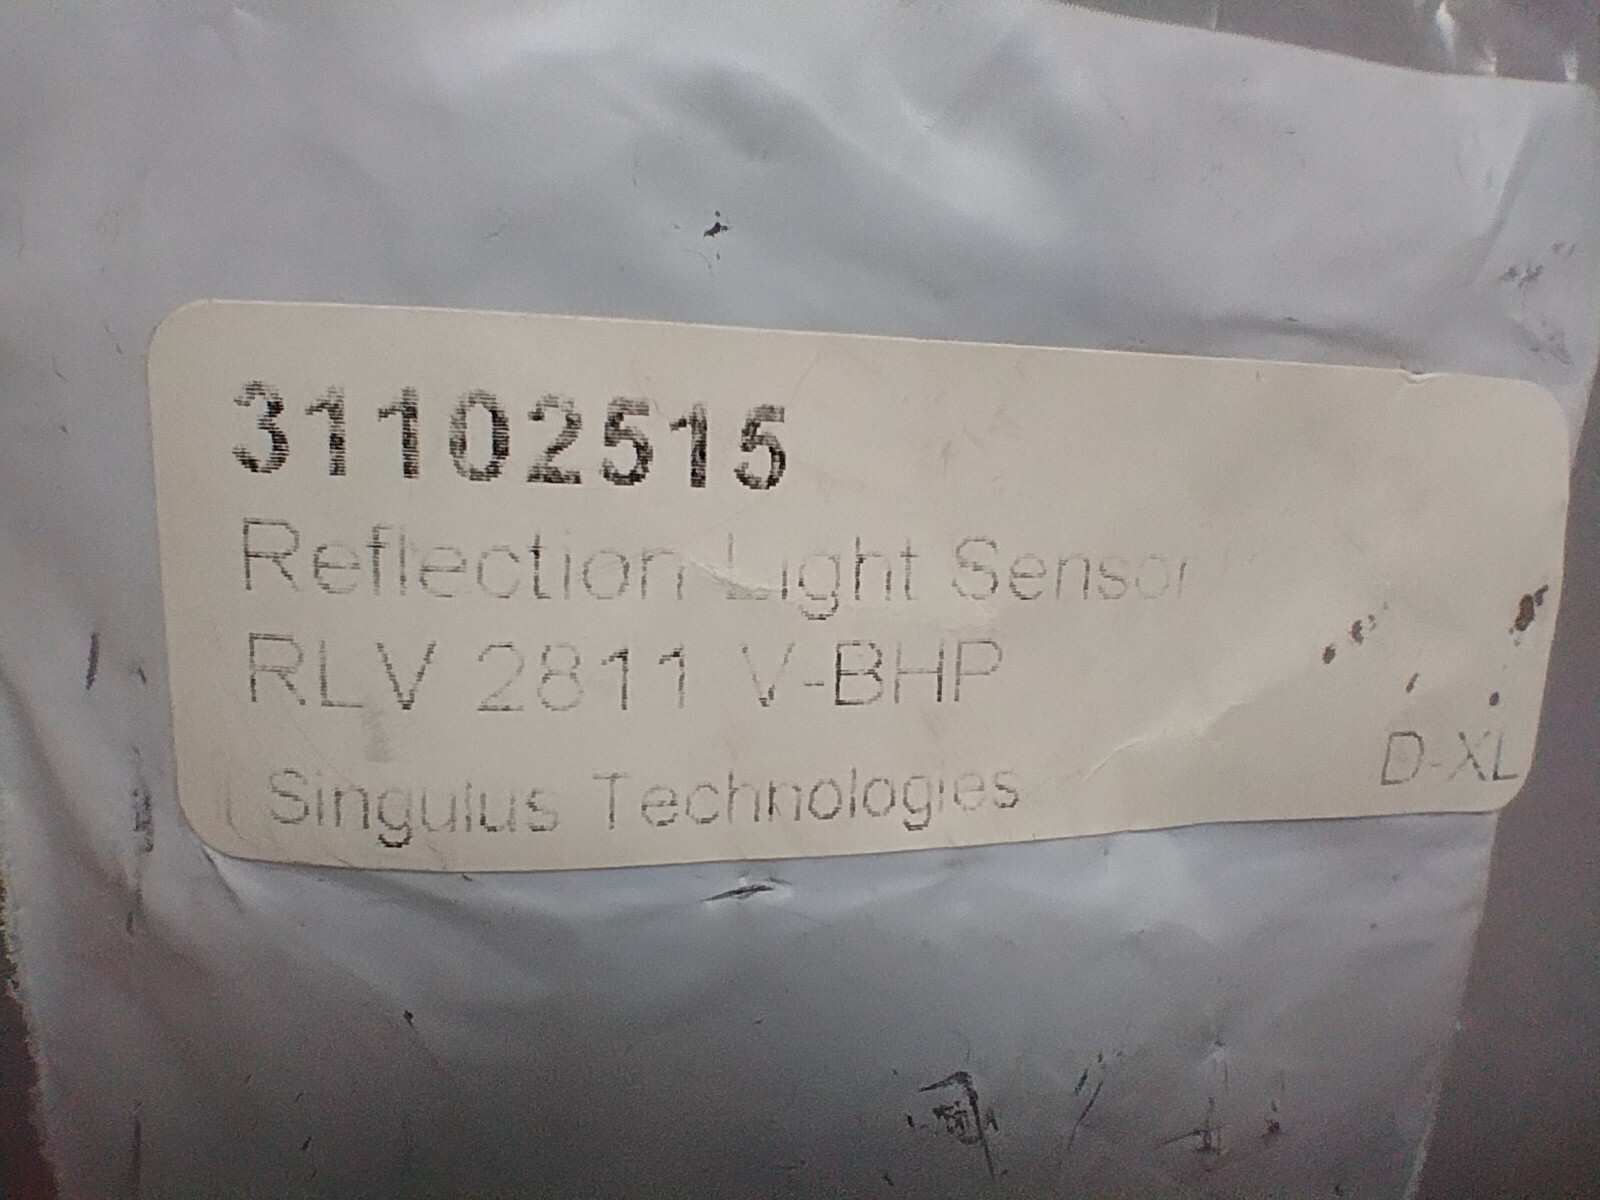 31102515
Reflection Light Sensor
RLV 2811 V-BHP
Singulus Technologies
D-XL